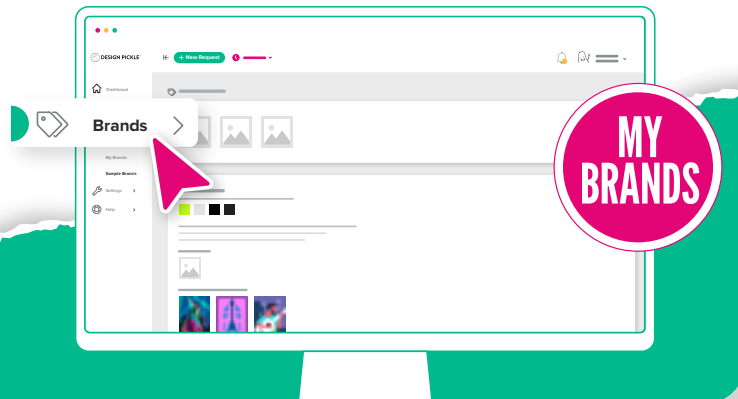 DESIGN PICKLE
+ New Request
Dashboard
Brands
My Brands
Sample Brands
Settings
Help
MY
BRANDS